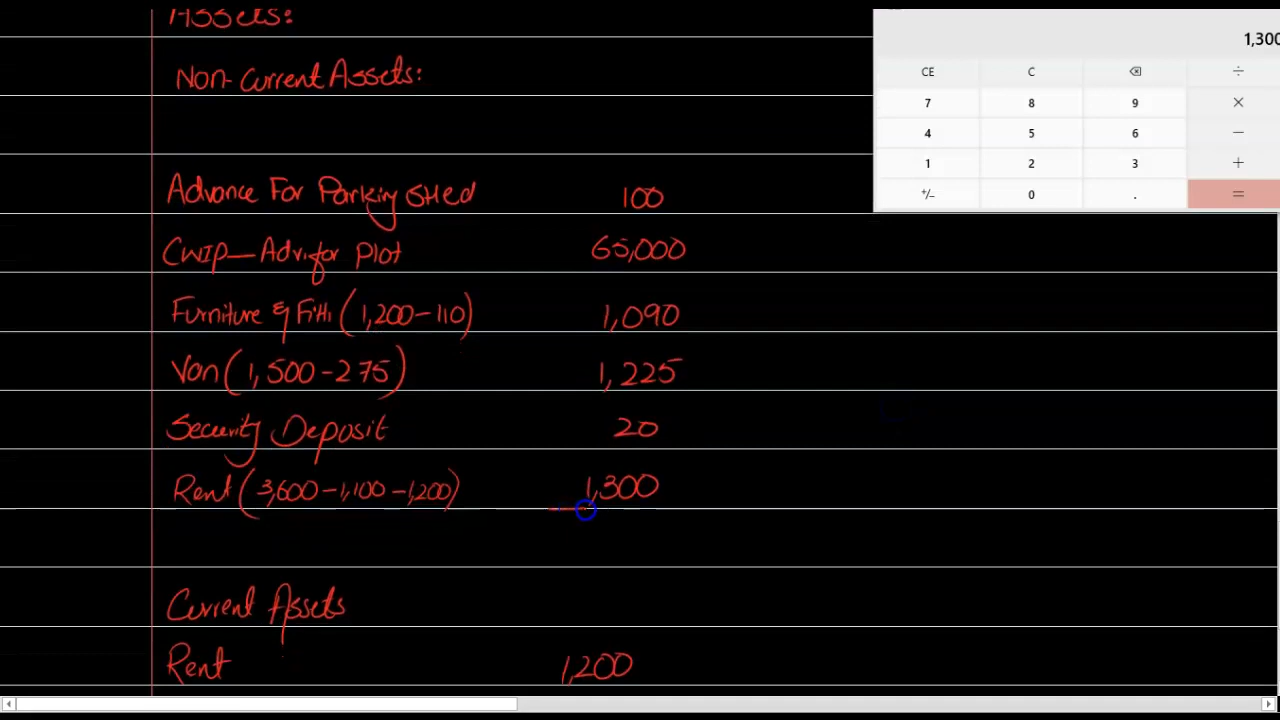 Assets:
Non-Current Assets:
Advance For Parking SHed 100
CWIP-Adv. for Plot 65,000
Furniture & Fitt (1,200-110) 1,090
Van (1,500-275) 1,225
Security Deposit 20
Rent (3,600-1,100-1,200) 1,300
Current Assets
Rent 1,200
1,300
CE C ⌫ ÷
7 8 9 ×
4 5 6 −
1 2 3 +
+/− 0 . =